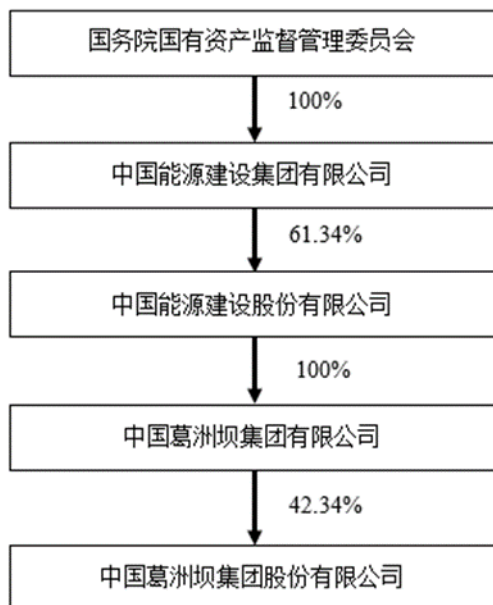 国务院国有资产监督管理委员会
100%
中国能源建设集团有限公司
61.34%
中国能源建设股份有限公司
100%
中国葛洲坝集团有限公司
42.34%
中国葛洲坝集团股份有限公司